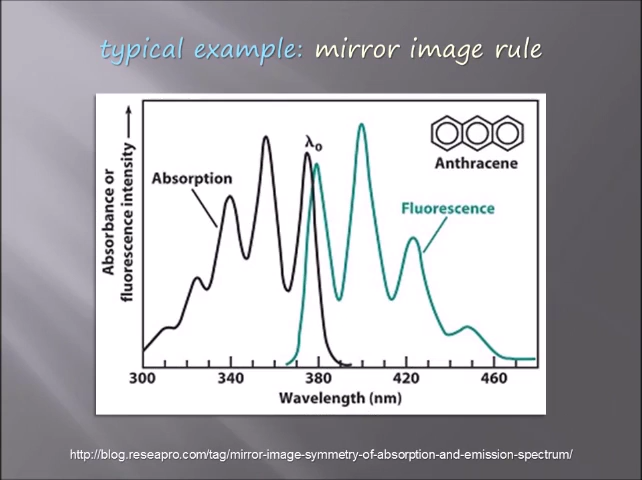 typical example: mirror image rule
λo
Anthracene
Absorption
Fluorescence
Absorbance or
fluorescence intensity
300 340 380 420 460
Wavelength (nm)
http://blog.reseapro.com/tag/mirror-image-symmetry-of-absorption-and-emission-spectrum/